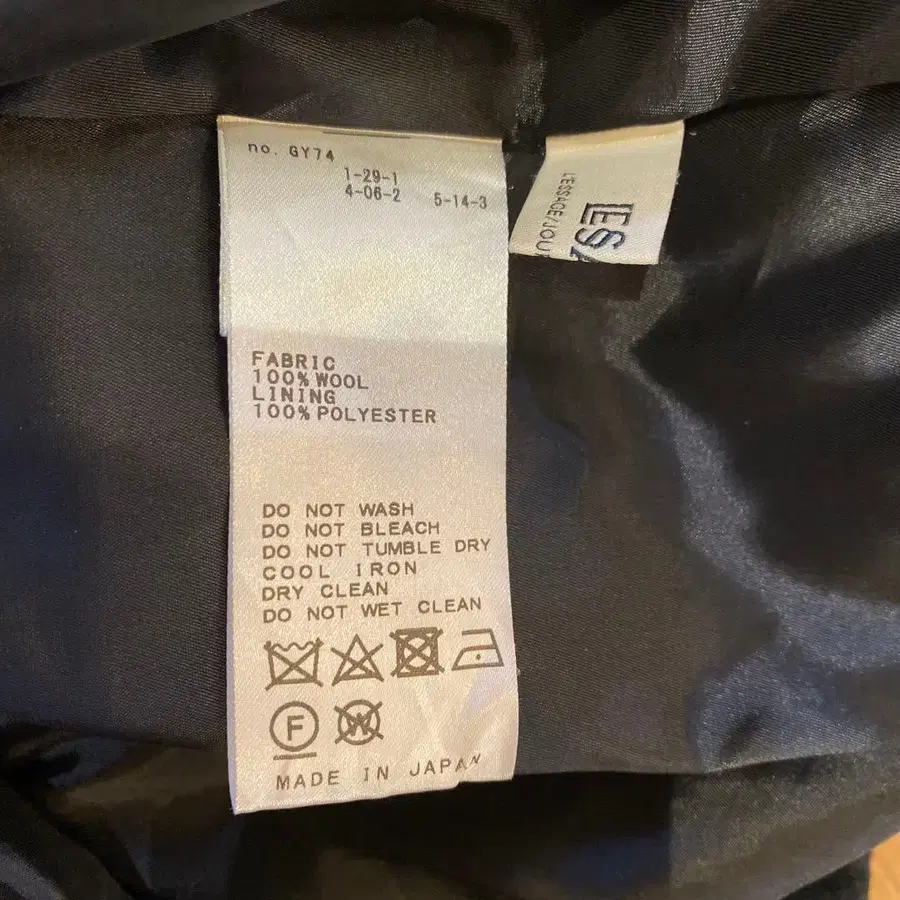 no. GY74
1-29-1
4-06-2
5-14-3
FABRIC
100% WOOL
LINING
100% POLYESTER
DO NOT WASH
DO NOT BLEACH
DO NOT TUMBLE DRY
COOL IRON
DRY CLEAN
DO NOT WET CLEAN
F
W
MADE IN JAPAN
L'ESSAGE/JOU